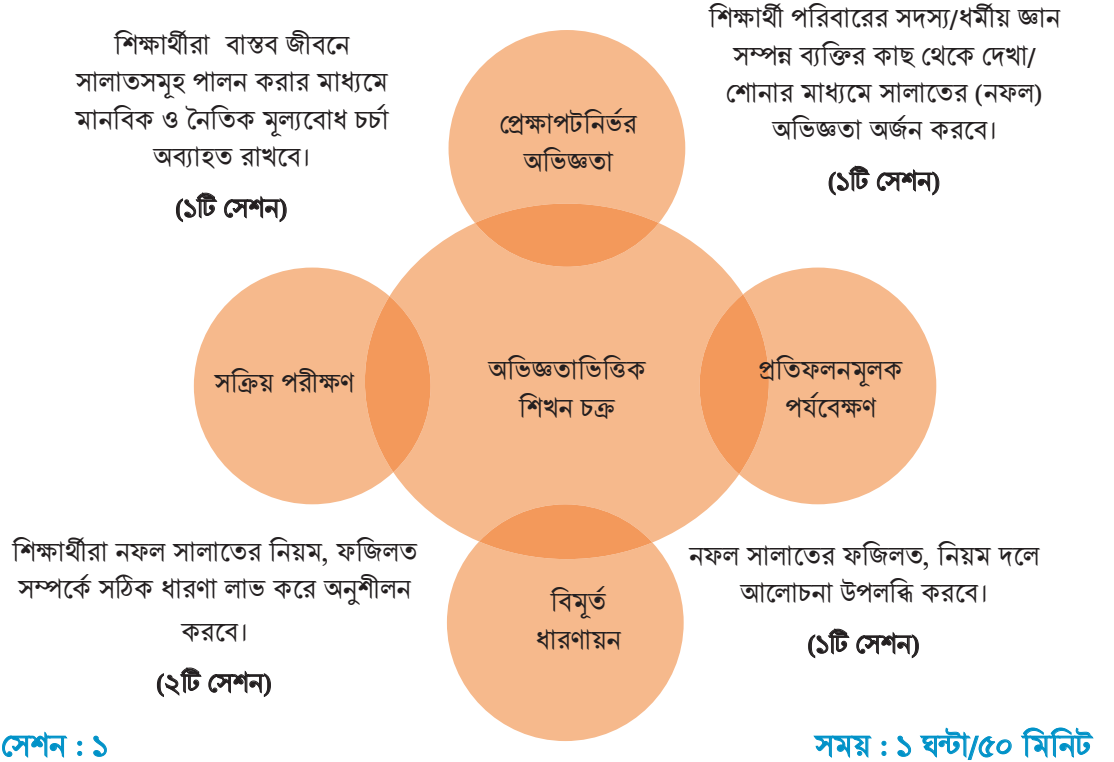 শিক্ষার্থীরা বাস্তব জীবনে
সালাতসমূহ পালন করার মাধ্যমে
মানবিক ও নৈতিক মূল্যবোধ চর্চা
অব্যাহত রাখবে।
(১টি সেশন)
প্রেক্ষাপটনির্ভর
অভিজ্ঞতা
শিক্ষার্থী পরিবারের সদস্য/ধর্মীয় জ্ঞান
সম্পন্ন ব্যক্তির কাছ থেকে দেখা/
শোনার মাধ্যমে সালাতের (নফল)
অভিজ্ঞতা অর্জন করবে।
(১টি সেশন)
সক্রিয় পরীক্ষণ
অভিজ্ঞতাভিত্তিক
শিখন চক্র
প্রতিফলনমূলক
পর্যবেক্ষণ
শিক্ষার্থীরা নফল সালাতের নিয়ম, ফজিলত
সম্পর্কে সঠিক ধারণা লাভ করে অনুশীলন
করবে।
(২টি সেশন)
বিমূর্ত
ধারণায়ন
নফল সালাতের ফজিলত, নিয়ম দলে
আলোচনা উপলব্ধি করবে।
(১টি সেশন)
সেশন : ১
সময় : ১ ঘন্টা/৫০ মিনিট